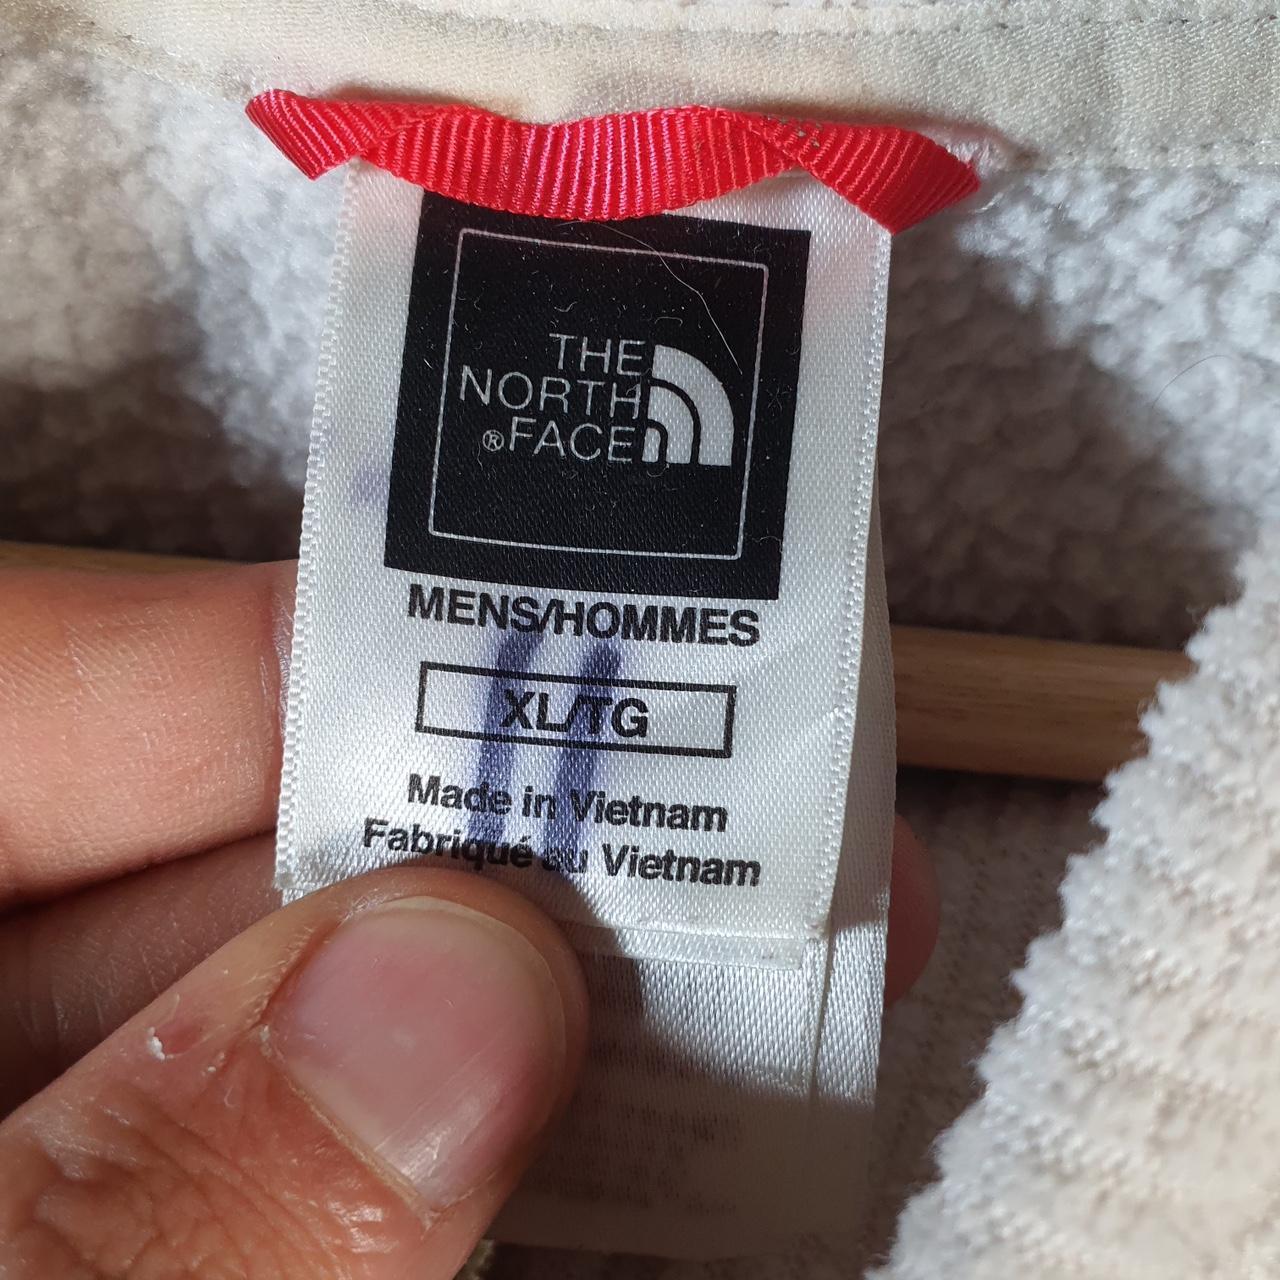 THE
NORTH
®FACE
MENS/HOMMES
XL/TG
Made in Vietnam
Fabriqué au Vietnam